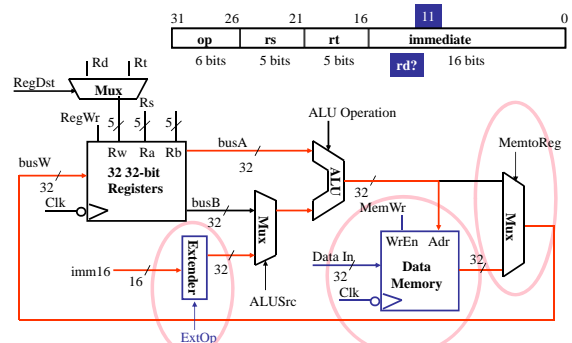 31 26 21 16 11 0
op rs rt immediate
6 bits 5 bits 5 bits rd? 16 bits
Rd Rt
RegDst
Mux
Rs
RegWr 5 5 5
ALU Operation
MemtoReg
busA
Rw Ra Rb
32
busW
32 32-bit
Registers
ALU
32
32
Clk
busB
32
Mux
MemWr
Mux
WrEn Adr
Extender
32
Data In
32
Data
Memory
32
imm16
16
Clk
ALUSrc
ExtOp